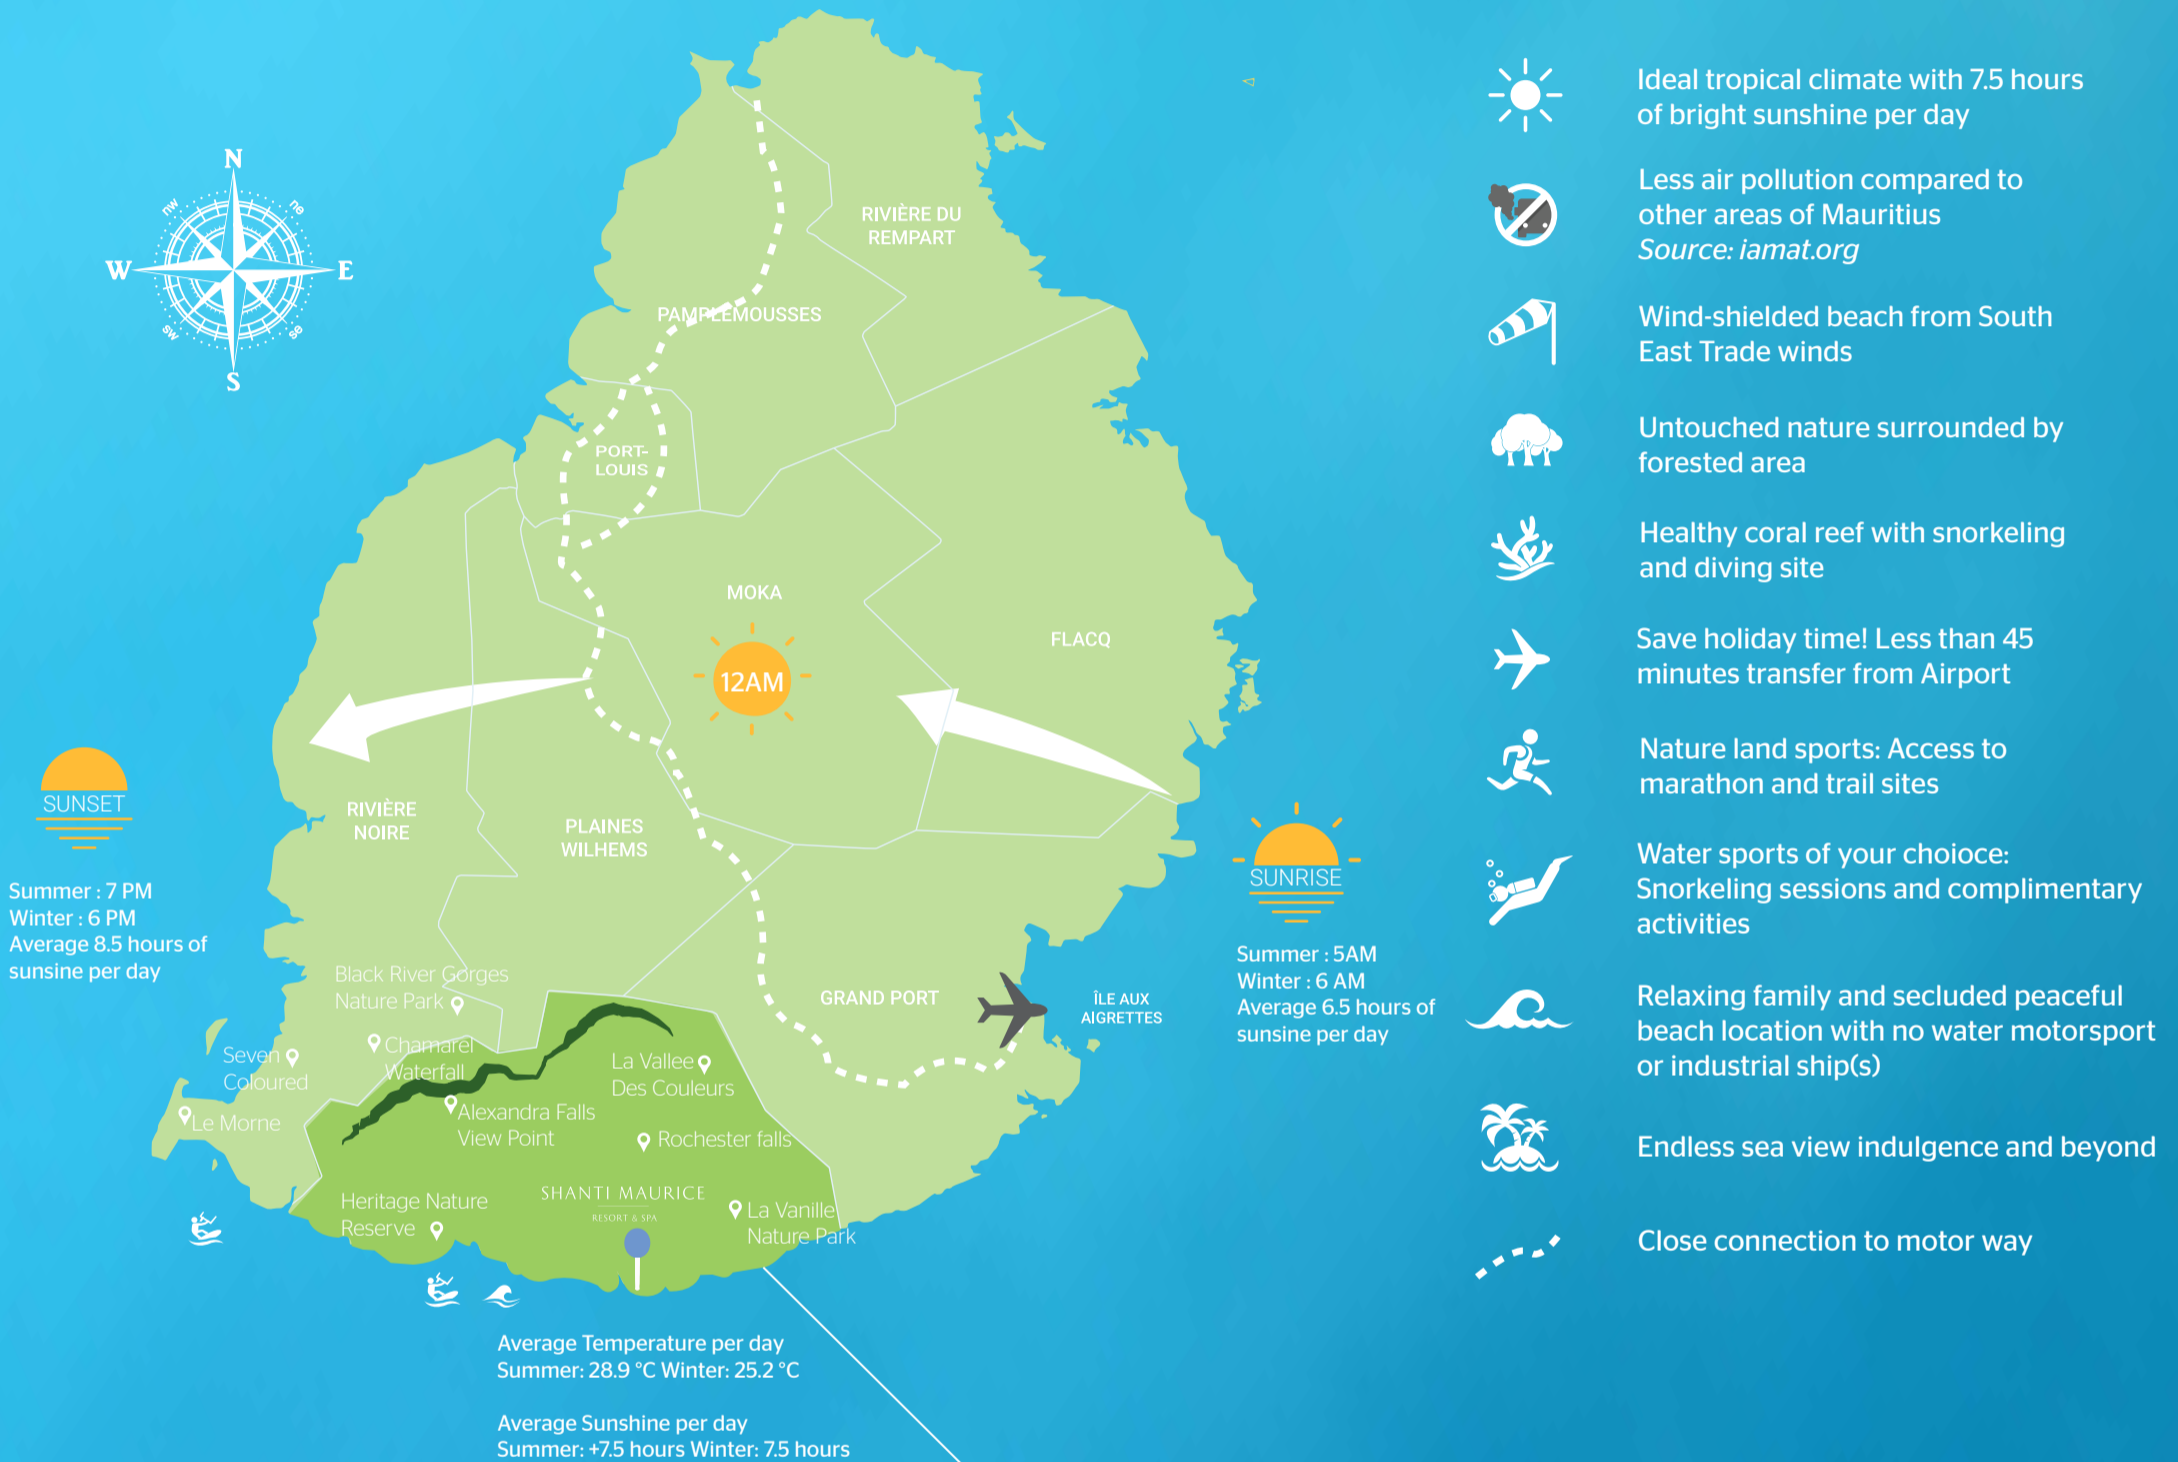 N
nw
ne
W
E
sw
se
S
RIVIÈRE DU
REMPART
PAMPLEMOUSSES
PORT-
LOUIS
MOKA
12AM
FLACQ
RIVIÈRE
NOIRE
PLAINES
WILHEMS
GRAND PORT
ÎLE AUX
AIGRETTES
SUNSET
Summer : 7 PM
Winter : 6 PM
Average 8.5 hours of
sunsine per day
SUNRISE
Summer : 5AM
Winter : 6 AM
Average 6.5 hours of
sunsine per day
Black River Gorges
Nature Park
Chamarel
Waterfall
Seven
Coloured
Le Morne
La Vallee
Des Couleurs
Alexandra Falls
View Point
Rochester falls
Heritage Nature
Reserve
SHANTI MAURICE
RESORT & SPA
La Vanille
Nature Park
Average Temperature per day
Summer: 28.9 °C Winter: 25.2 °C
Average Sunshine per day
Summer: +7.5 hours Winter: 7.5 hours
Ideal tropical climate with 7.5 hours
of bright sunshine per day
Less air pollution compared to
other areas of Mauritius
Source: iamat.org
Wind-shielded beach from South
East Trade winds
Untouched nature surrounded by
forested area
Healthy coral reef with snorkeling
and diving site
Save holiday time! Less than 45
minutes transfer from Airport
Nature land sports: Access to
marathon and trail sites
Water sports of your choioce:
Snorkeling sessions and complimentary
activities
Relaxing family and secluded peaceful
beach location with no water motorsport
or industrial ship(s)
Endless sea view indulgence and beyond
Close connection to motor way